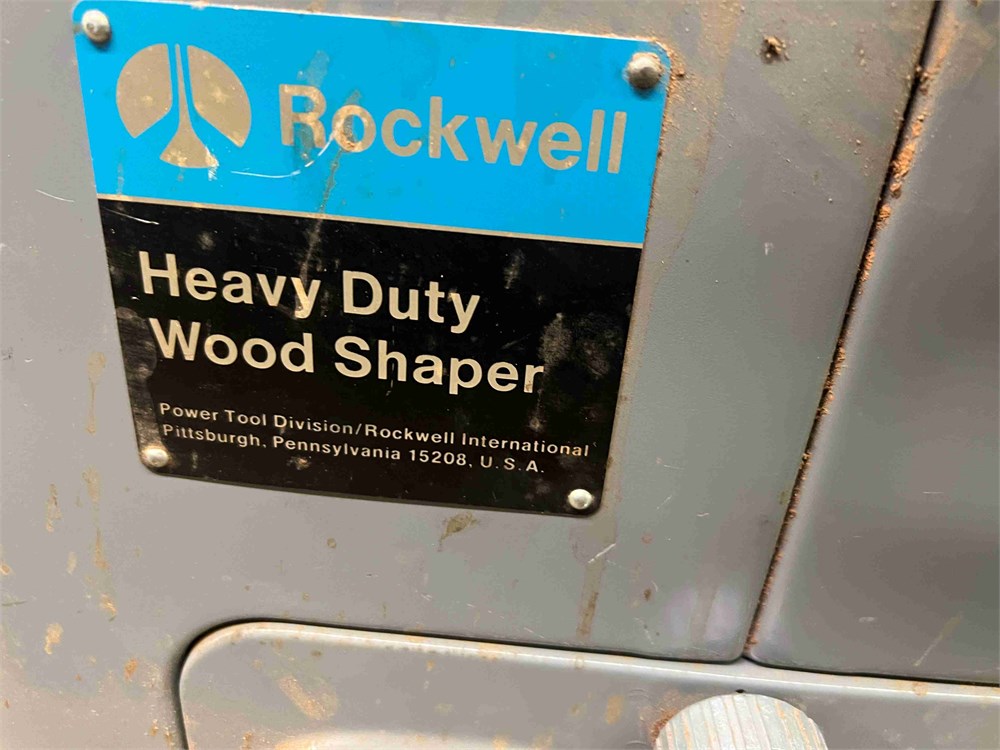 Rockwell
Heavy Duty
Wood Shaper
Power Tool Division/Rockwell International
Pittsburgh, Pennsylvania 15208, U.S.A.